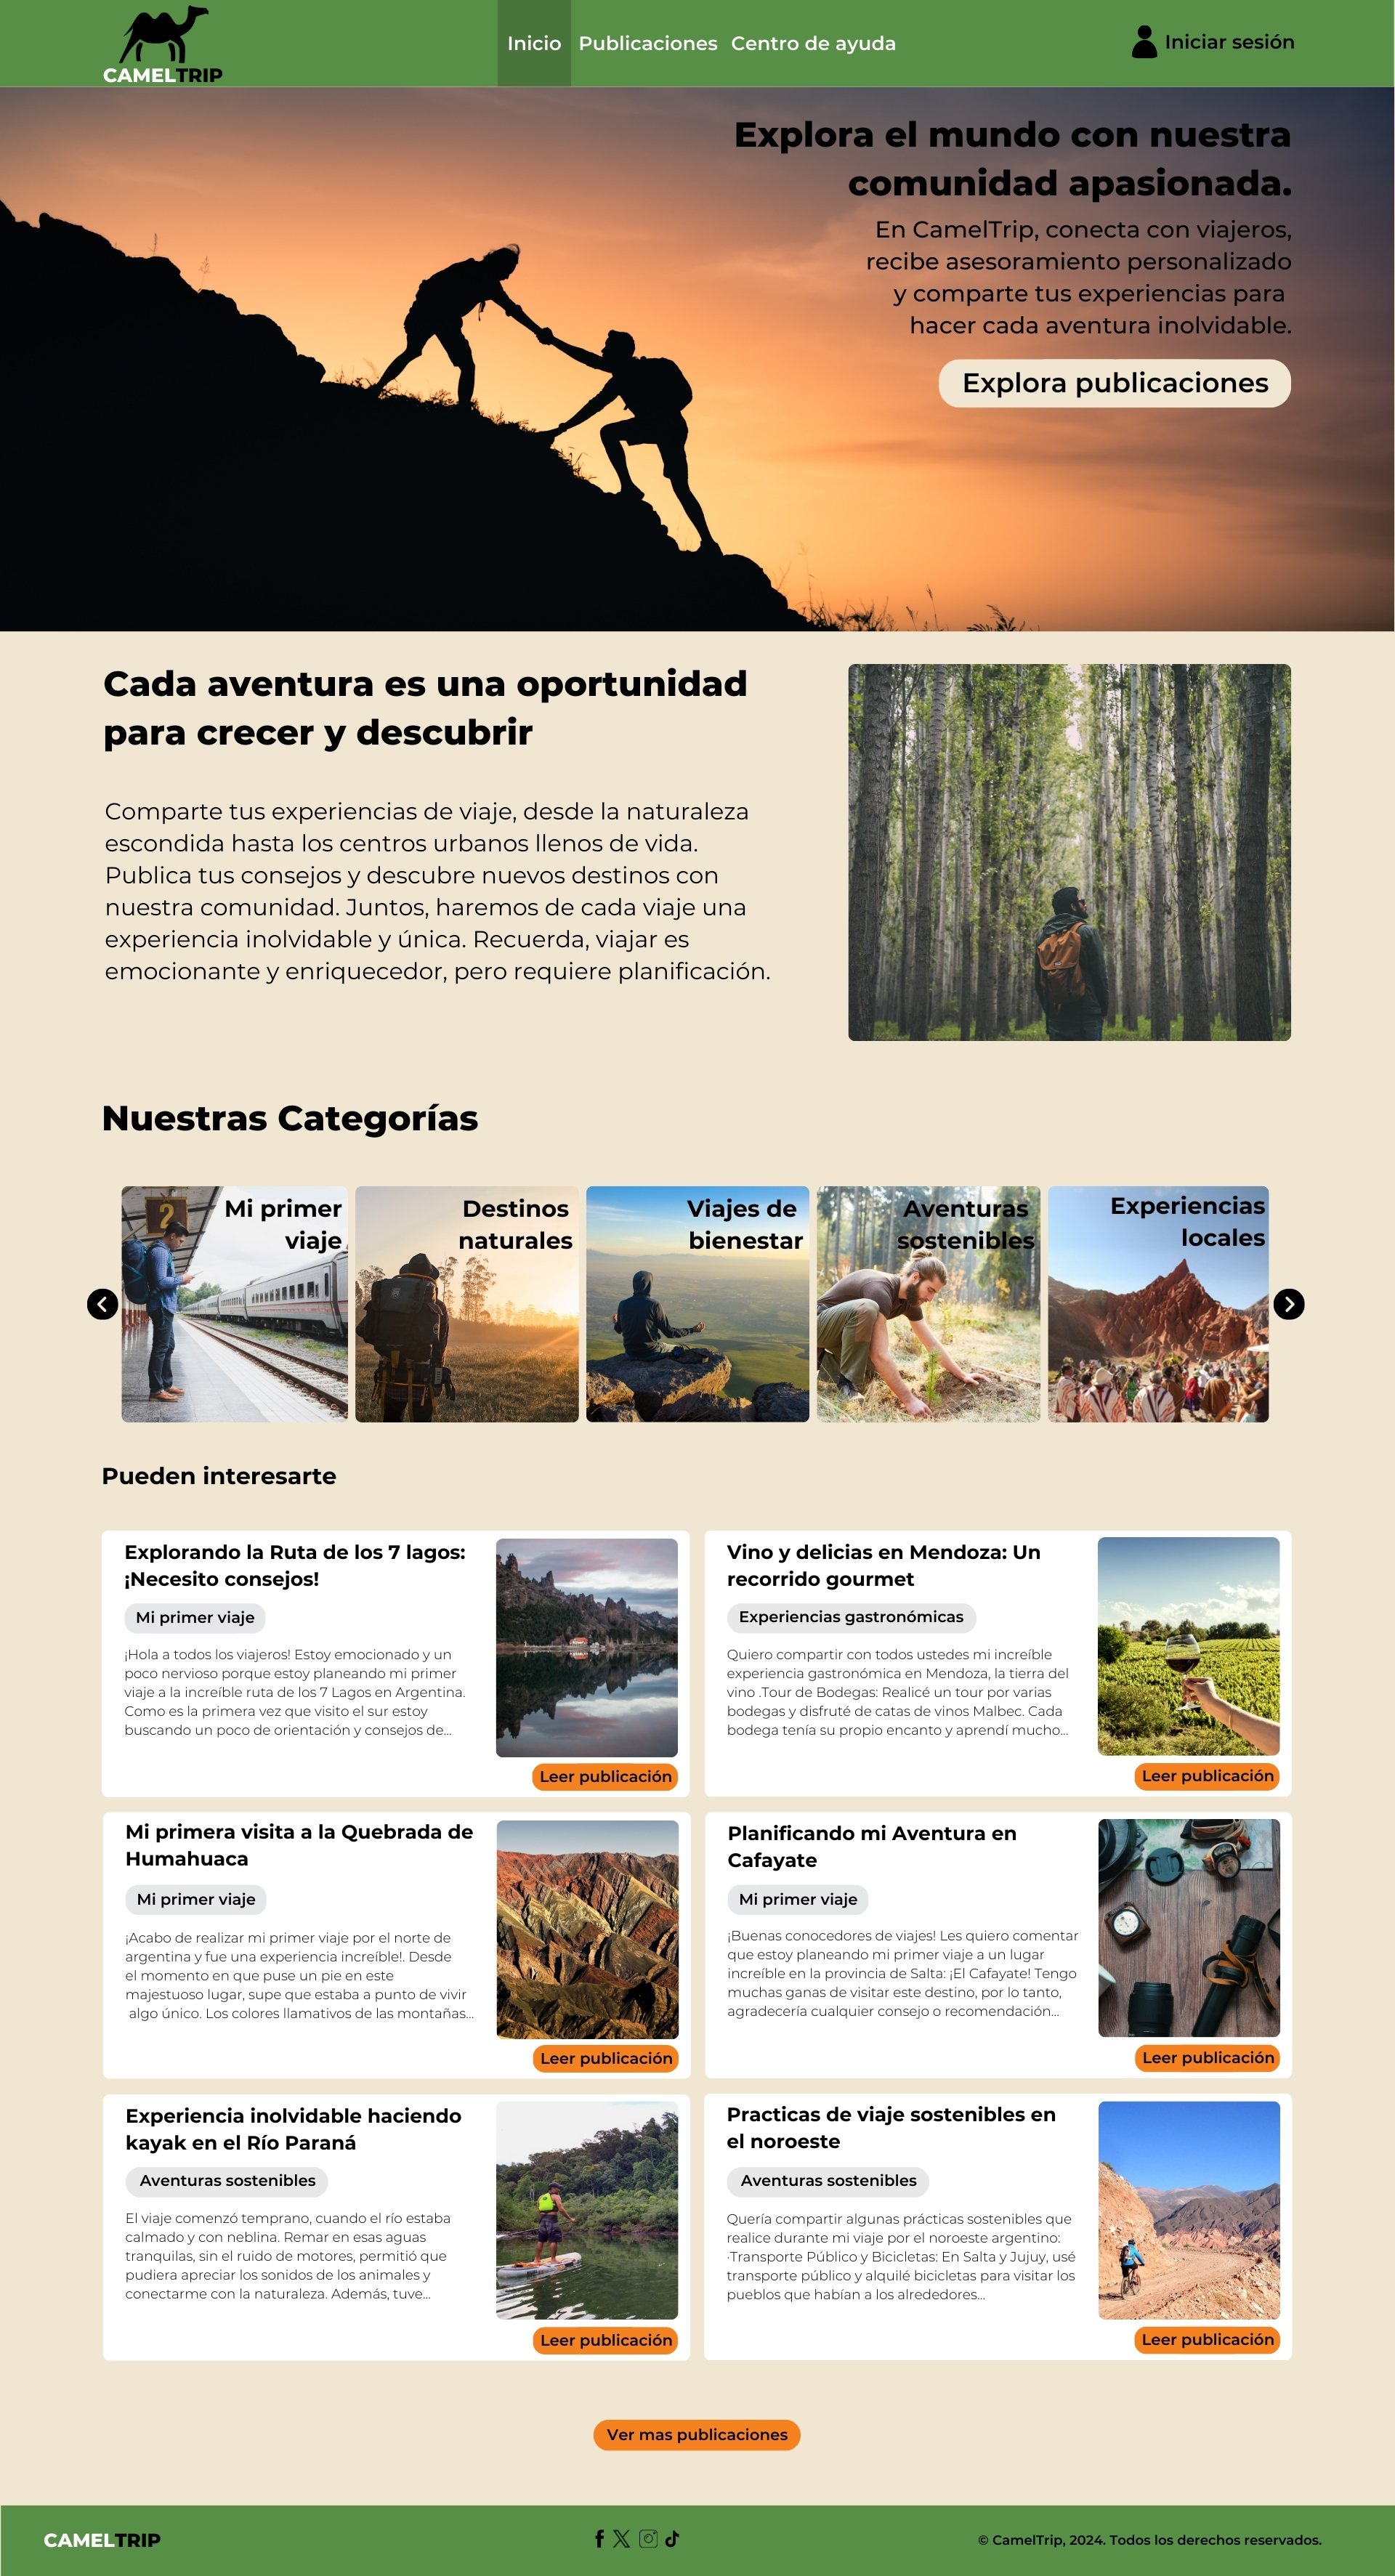 CAMELTRIP
Inicio
Publicaciones
Centro de ayuda
Iniciar sesión
Explora el mundo con nuestra
comunidad apasionada.
En CamelTrip, conecta con viajeros,
recibe asesoramiento personalizado
y comparte tus experiencias para
hacer cada aventura inolvidable.
Explora publicaciones
Cada aventura es una oportunidad
para crecer y descubrir
Comparte tus experiencias de viaje, desde la naturaleza
escondida hasta los centros urbanos llenos de vida.
Publica tus consejos y descubre nuevos destinos con
nuestra comunidad. Juntos, haremos de cada viaje una
experiencia inolvidable y única. Recuerda, viajar es
emocionante y enriquecedor, pero requiere planificación.
Nuestras Categorías
2
Mi primer
viaje
Destinos
naturales
Viajes de
bienestar
Aventuras
sostenibles
Experiencias
locales
Pueden interesarte
Explorando la Ruta de los 7 lagos:
¡Necesito consejos!
Mi primer viaje
¡Hola a todos los viajeros! Estoy emocionado y un
poco nervioso porque estoy planeando mi primer
viaje a la increíble ruta de los 7 Lagos en Argentina.
Como es la primera vez que visito el sur estoy
buscando un poco de orientación y consejos de...
Leer publicación
Vino y delicias en Mendoza: Un
recorrido gourmet
Experiencias gastronómicas
Quiero compartir con todos ustedes mi increíble
experiencia gastronómica en Mendoza, la tierra del
vino .Tour de Bodegas: Realicé un tour por varias
bodegas y disfruté de catas de vinos Malbec. Cada
bodega tenía su propio encanto y aprendí mucho...
Leer publicación
Mi primera visita a la Quebrada de
Humahuaca
Mi primer viaje
¡Acabo de realizar mi primer viaje por el norte de
argentina y fue una experiencia increíble!. Desde
el momento en que puse un pie en este
majestuoso lugar, supe que estaba a punto de vivir
algo único. Los colores llamativos de las montañas...
Leer publicación
Planificando mi Aventura en
Cafayate
Mi primer viaje
¡Buenas conocedores de viajes! Les quiero comentar
que estoy planeando mi primer viaje a un lugar
increíble en la provincia de Salta: ¡El Cafayate! Tengo
muchas ganas de visitar este destino, por lo tanto,
agradecería cualquier consejo o recomendación...
Leer publicación
Experiencia inolvidable haciendo
kayak en el Río Paraná
Aventuras sostenibles
El viaje comenzó temprano, cuando el río estaba
calmado y con neblina. Remar en esas aguas
tranquilas, sin el ruido de motores, permitió que
pudiera apreciar los sonidos de los animales y
conectarme con la naturaleza. Además, tuve...
Leer publicación
Practicas de viaje sostenibles en
el noroeste
Aventuras sostenibles
Quería compartir algunas prácticas sostenibles que
realice durante mi viaje por el noroeste argentino:
·Transporte Público y Bicicletas: En Salta y Jujuy, usé
transporte público y alquilé bicicletas para visitar los
pueblos que habían a los alrededores...
Leer publicación
Ver mas publicaciones
CAMELTRIP
© CamelTrip, 2024. Todos los derechos reservados.